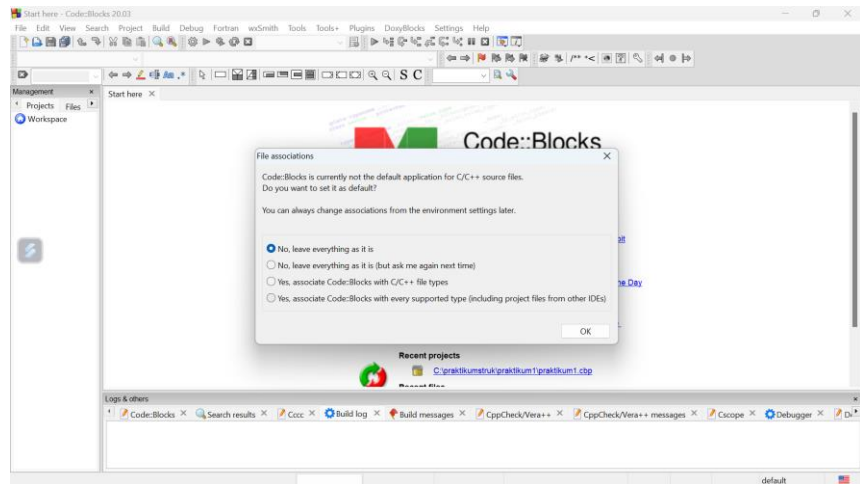 Start here - Code::Blocks 20.03
File Edit View Search Project Build Debug Fortran wxSmith Tools Tools+ Plugins DoxyBlocks Settings Help
S C
Management
Projects Files
Workspace
Start here
Code::Blocks
File associations
Code::Blocks is currently not the default application for C/C++ source files.
Do you want to set it as default?
You can always change associations from the environment settings later.
No, leave everything as it is
No, leave everything as it is (but ask me again next time)
Yes, associate Code::Blocks with C/C++ file types
Yes, associate Code::Blocks with every supported type (including project files from other IDEs)
OK
Day
Recent projects
C:\praktikumstruk\praktikum1\praktikum1.cbp
Recent files
Logs & others
Code::Blocks Search results Cccc Build log Build messages CppCheck/Vera++ CppCheck/Vera++ messages Cscope Debugger
default